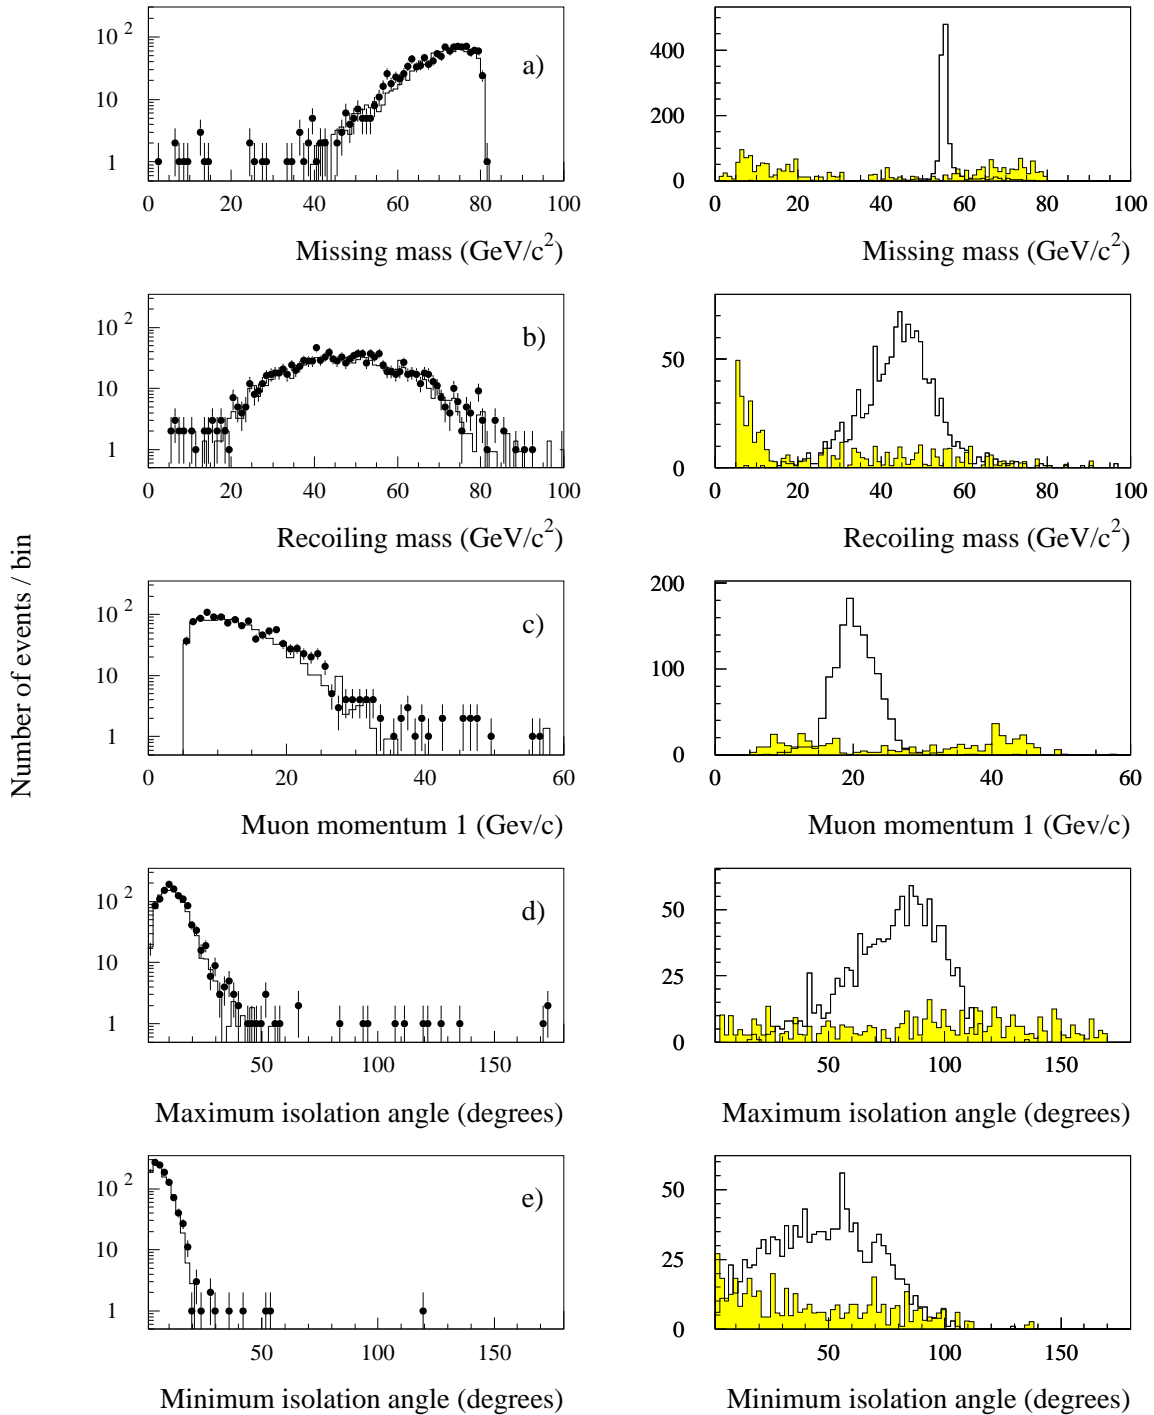 10 2
10
1
a)
0 20 40 60 80 100
Missing mass (GeV/c2)
400
200
0
0 20 40 60 80 100
Missing mass (GeV/c2)
10 2
10
1
b)
0 20 40 60 80 100
Recoiling mass (GeV/c2)
50
0
0 20 40 60 80 100
Recoiling mass (GeV/c2)
Number of events / bin
10 2
10
1
c)
0 20 40 60
Muon momentum 1 (Gev/c)
200
100
0
0 20 40 60
Muon momentum 1 (Gev/c)
10 2
10
1
d)
50 100 150
Maximum isolation angle (degrees)
50
25
0
50 100 150
Maximum isolation angle (degrees)
10 2
10
1
e)
50 100 150
Minimum isolation angle (degrees)
50
25
0
50 100 150
Minimum isolation angle (degrees)